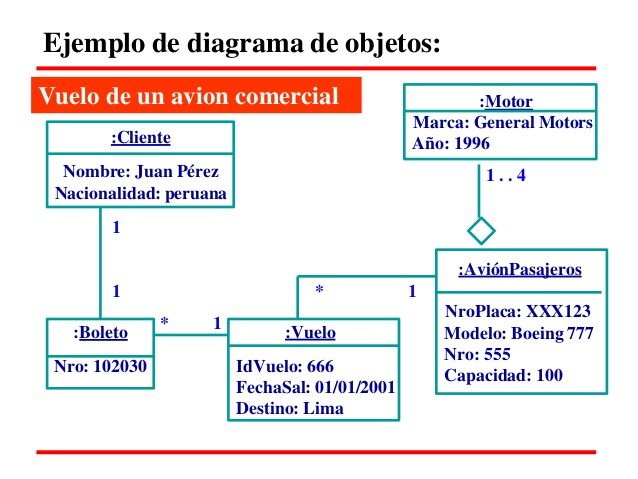 Ejemplo de diagrama de objetos:
Vuelo de un avion comercial
:Motor
Marca: General Motors
Año: 1996
1 . . 4
:Cliente
Nombre: Juan Pérez
Nacionalidad: peruana
1
1
:Boleto
Nro: 102030
* 1
:Vuelo
IdVuelo: 666
FechaSal: 01/01/2001
Destino: Lima
* 1
:AviónPasajeros
NroPlaca: XXX123
Modelo: Boeing 777
Nro: 555
Capacidad: 100